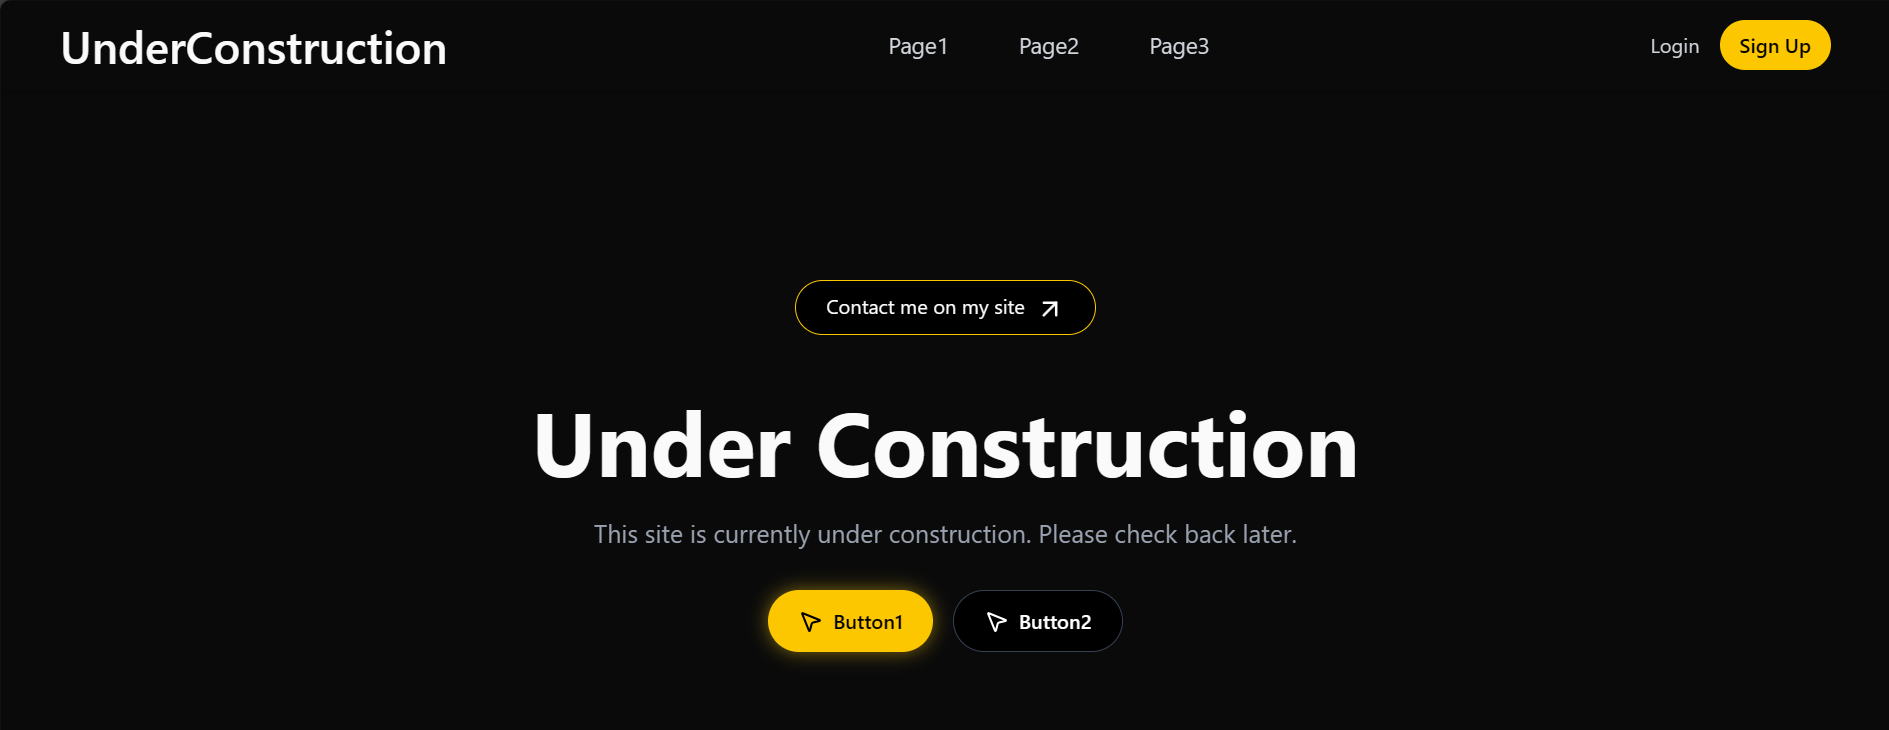 UnderConstruction
Page1 Page2 Page3
Login Sign Up
Contact me on my site
Under Construction
This site is currently under construction. Please check back later.
Button1 Button2